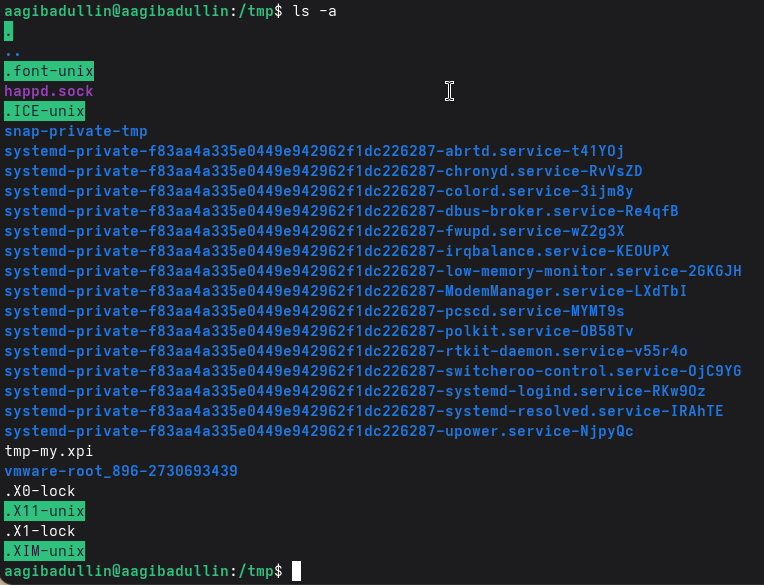 aagibadullin@aagibadullin:/tmp$ ls -a
.
..
.font-unix
happd.sock
.ICE-unix
snap-private-tmp
systemd-private-f83aa4a335e0449e942962f1dc226287-abrtd.service-t41YOj
systemd-private-f83aa4a335e0449e942962f1dc226287-chronyd.service-RvVsZD
systemd-private-f83aa4a335e0449e942962f1dc226287-colord.service-3ijm8y
systemd-private-f83aa4a335e0449e942962f1dc226287-dbus-broker.service-Re4qfB
systemd-private-f83aa4a335e0449e942962f1dc226287-fwupd.service-wZ2g3X
systemd-private-f83aa4a335e0449e942962f1dc226287-irqbalance.service-KEOUPX
systemd-private-f83aa4a335e0449e942962f1dc226287-low-memory-monitor.service-2GKGJH
systemd-private-f83aa4a335e0449e942962f1dc226287-ModemManager.service-LXdTbI
systemd-private-f83aa4a335e0449e942962f1dc226287-pcscd.service-MYMT9s
systemd-private-f83aa4a335e0449e942962f1dc226287-polkit.service-OB58Tv
systemd-private-f83aa4a335e0449e942962f1dc226287-rtkit-daemon.service-v55r4o
systemd-private-f83aa4a335e0449e942962f1dc226287-switcheroo-control.service-OjC9YG
systemd-private-f83aa4a335e0449e942962f1dc226287-systemd-logind.service-RKw9Oz
systemd-private-f83aa4a335e0449e942962f1dc226287-systemd-resolved.service-IRAhTE
systemd-private-f83aa4a335e0449e942962f1dc226287-upower.service-NjpyQc
tmp-my.xpi
vmware-root_896-2730693439
.X0-lock
.X11-unix
.X1-lock
.XIM-unix
aagibadullin@aagibadullin:/tmp$